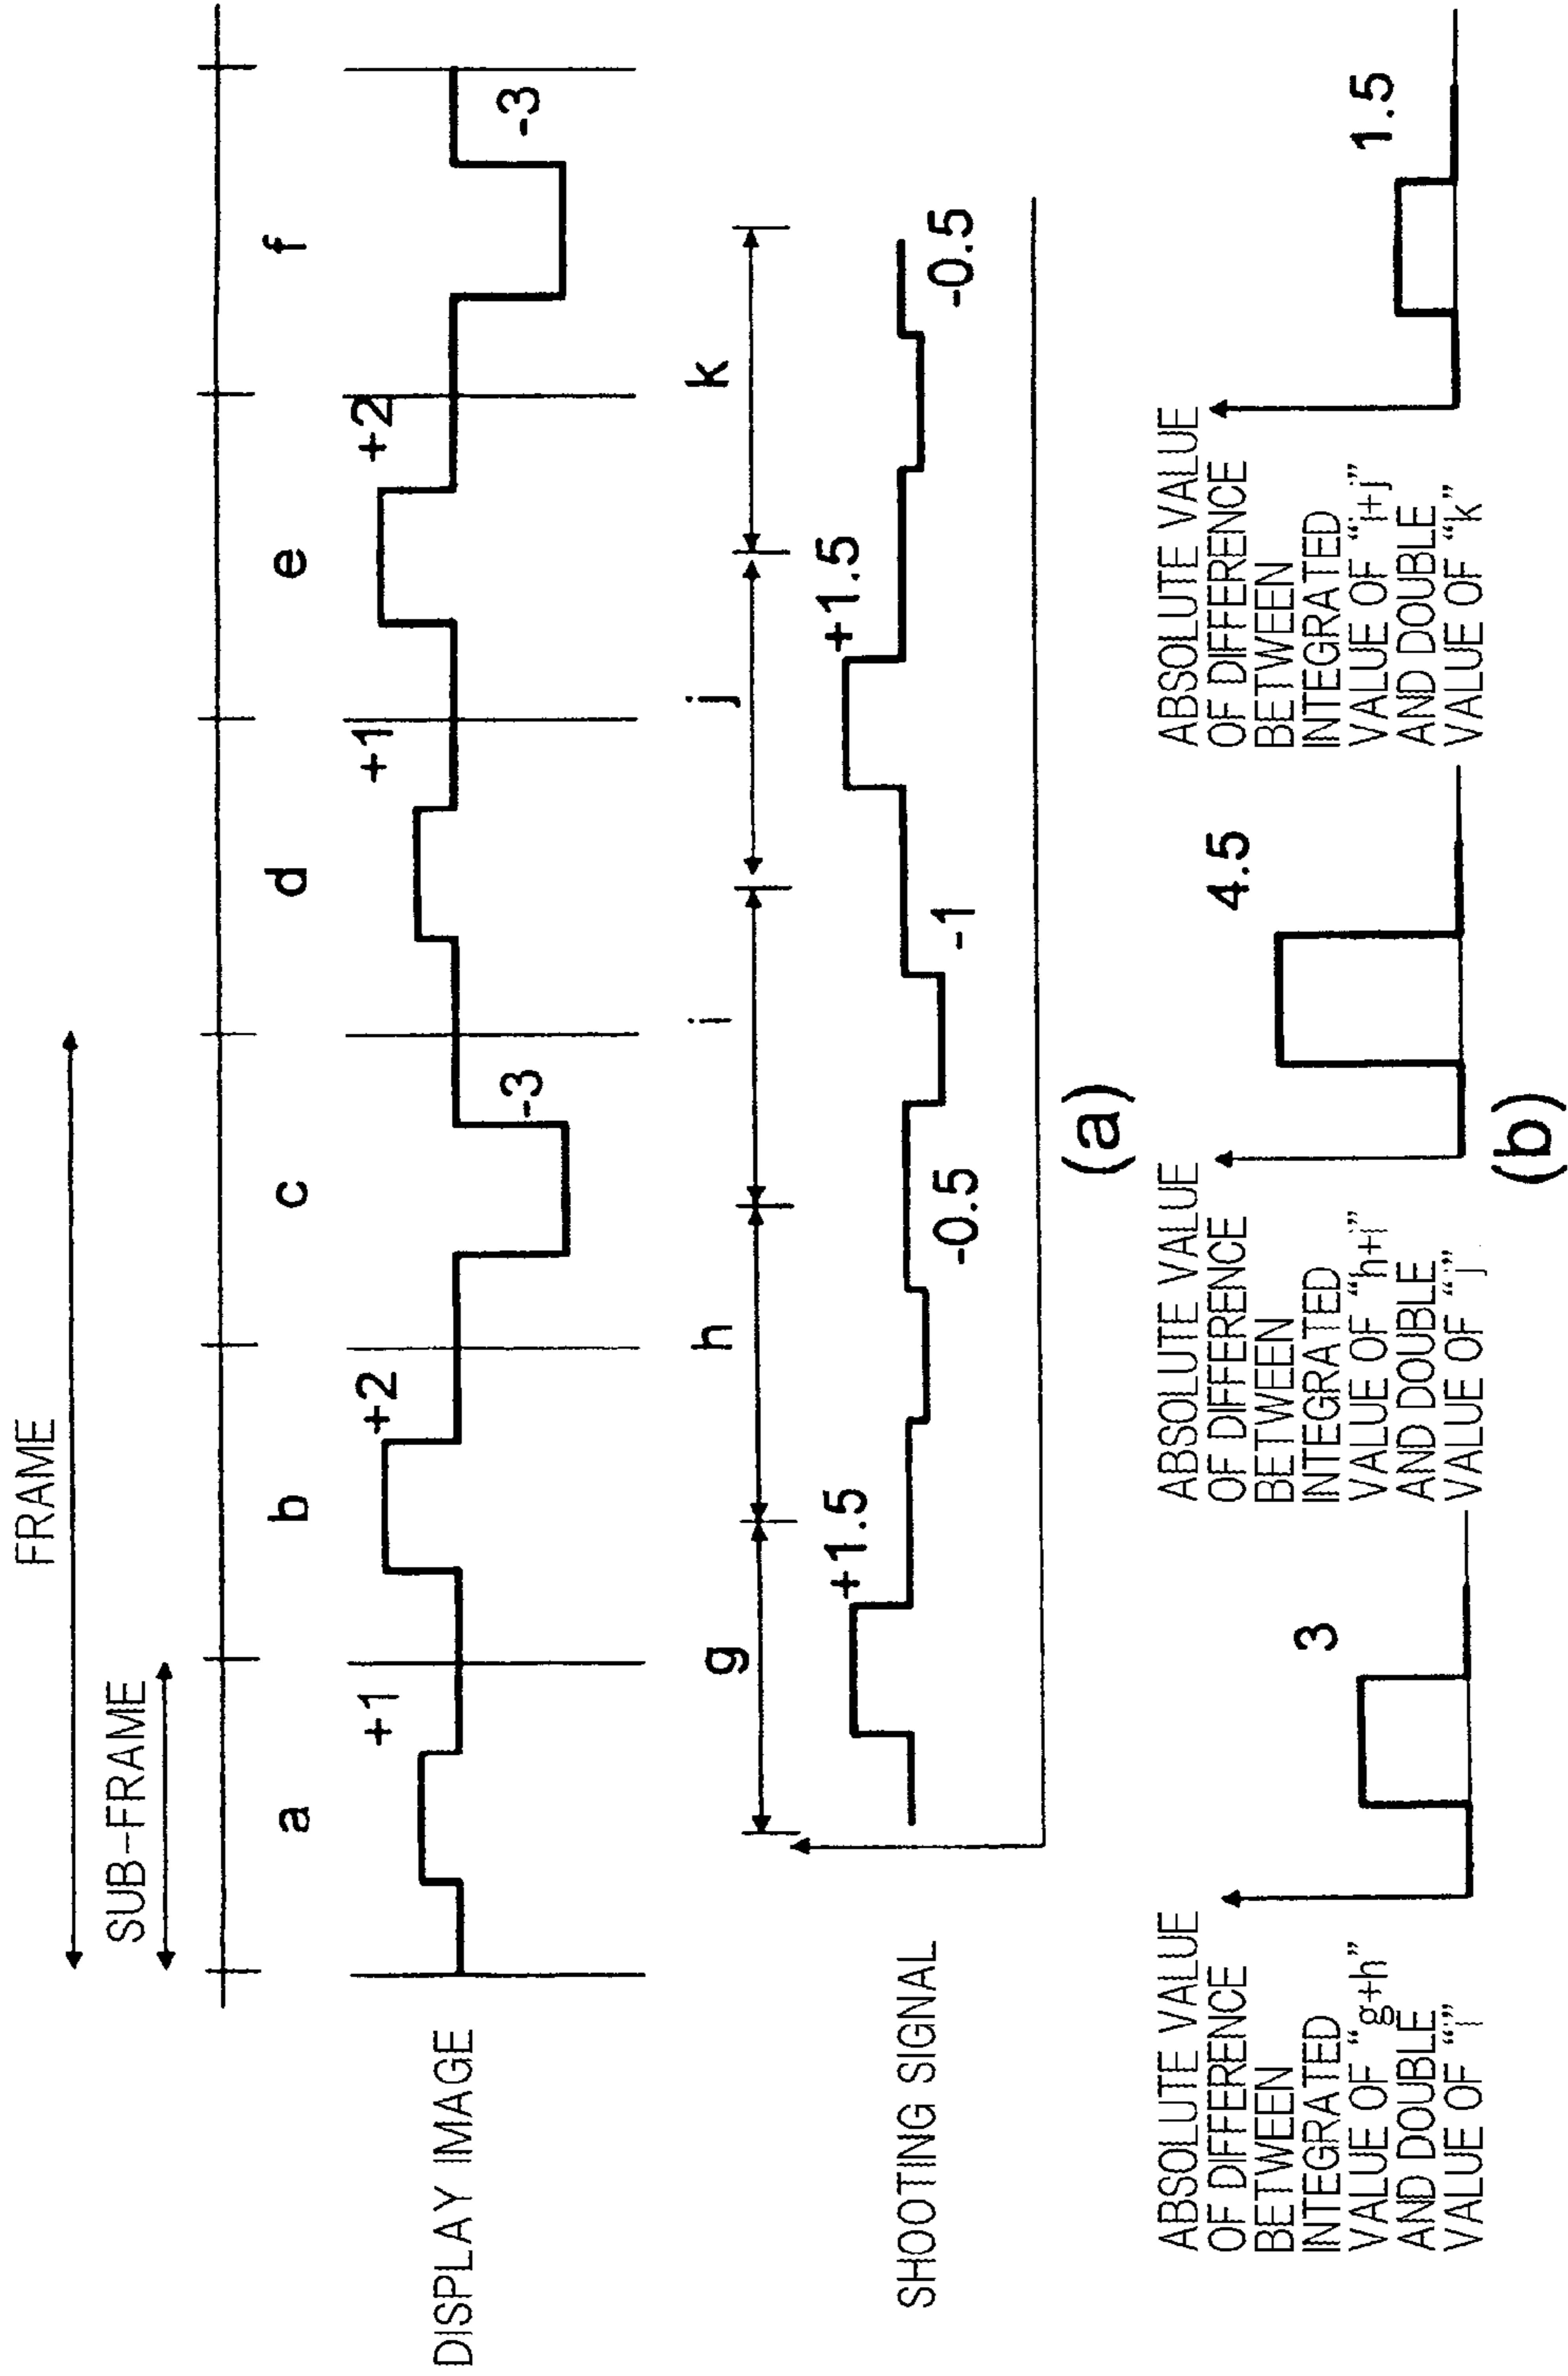 FRAME
SUB-FRAME
a b c d e f
DISPLAY IMAGE
+1 +2 -3 +1 +2 -3
g h i j k
SHOOTING SIGNAL
+1.5 -0.5 -1 +1.5 -0.5
(a)
ABSOLUTE VALUE
OF DIFFERENCE
BETWEEN
INTEGRATED
VALUE OF “g+h”
AND DOUBLE
VALUE OF “i”
3
ABSOLUTE VALUE
OF DIFFERENCE
BETWEEN
INTEGRATED
VALUE OF “h+i”
AND DOUBLE
VALUE OF “j”
4.5
ABSOLUTE VALUE
OF DIFFERENCE
BETWEEN
INTEGRATED
VALUE OF “i+j”
AND DOUBLE
VALUE OF “k”
1.5
(b)